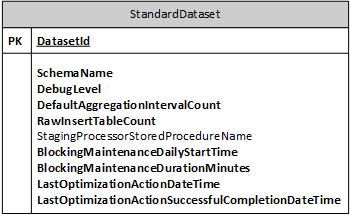 StandardDataset
PK DatasetId
SchemaName
DebugLevel
DefaultAggregationIntervalCount
RawInsertTableCount
StagingProcessorStoredProcedureName
BlockingMaintenanceDailyStartTime
BlockingMaintenanceDurationMinutes
LastOptimizationActionDateTime
LastOptimizationActionSuccessfulCompletionDateTime